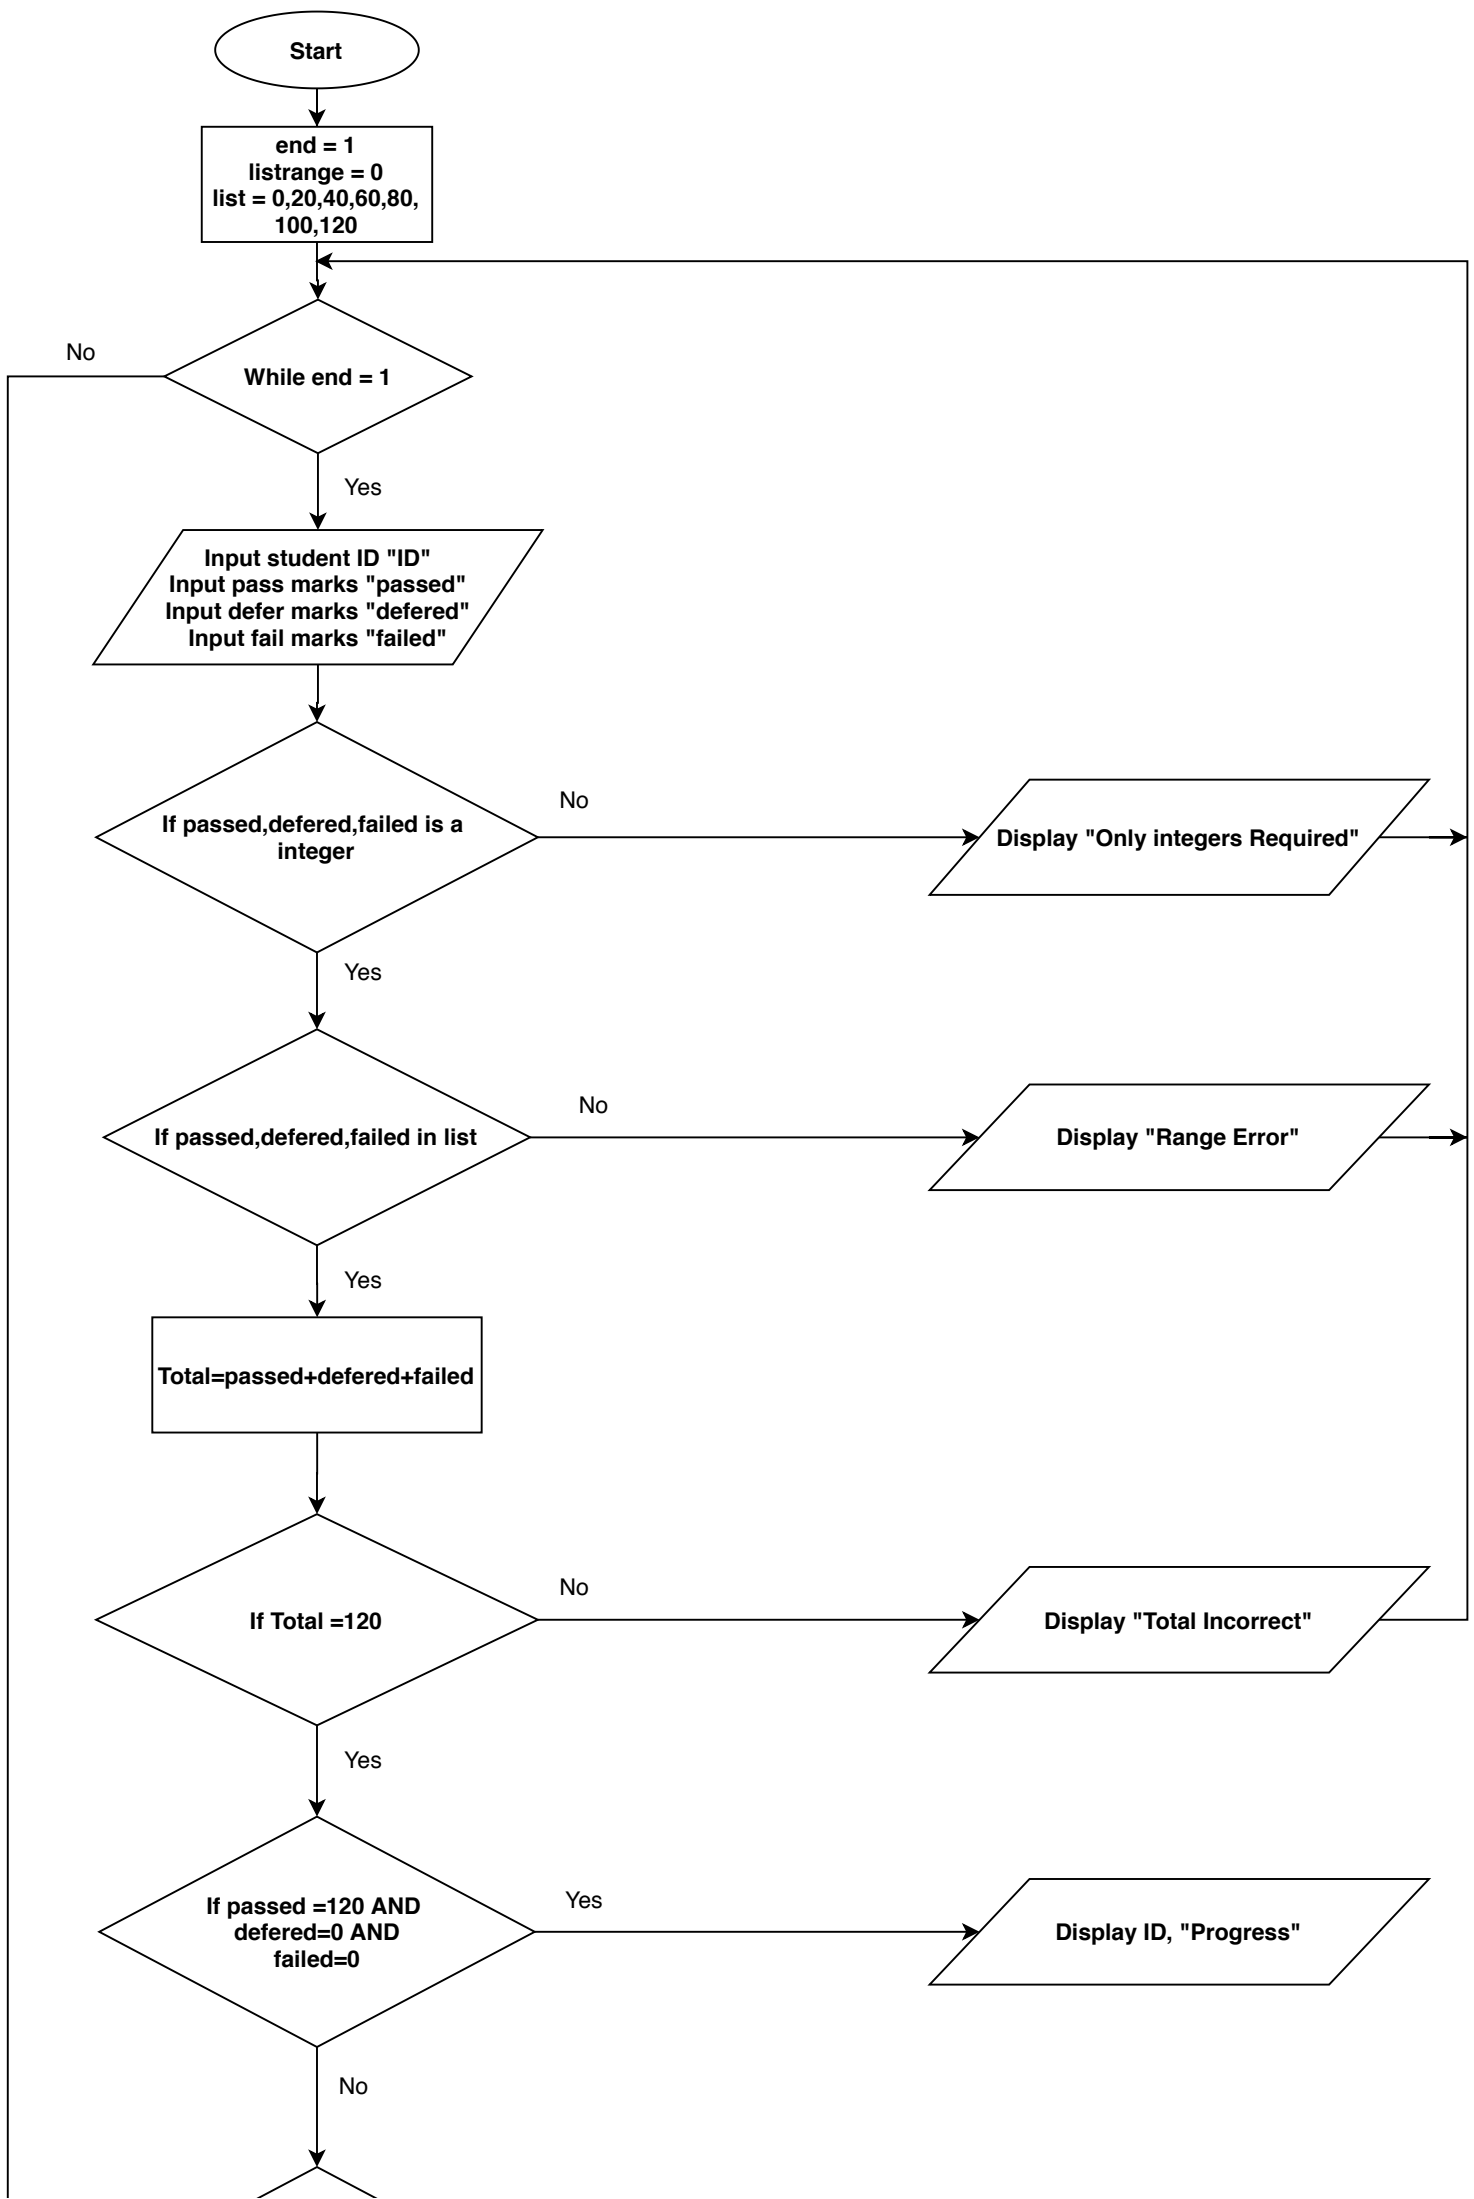 Start
end = 1
listrange = 0
list = 0,20,40,60,80,
100,120
No
While end = 1
Yes
Input student ID "ID"
Input pass marks "passed"
Input defer marks "defered"
Input fail marks "failed"
No
If passed,defered,failed is a
integer
Display "Only integers Required"
Yes
No
If passed,defered,failed in list
Display "Range Error"
Yes
Total=passed+defered+failed
No
If Total =120
Display "Total Incorrect"
Yes
If passed =120 AND
defered=0 AND
failed=0
Yes
Display ID, "Progress"
No